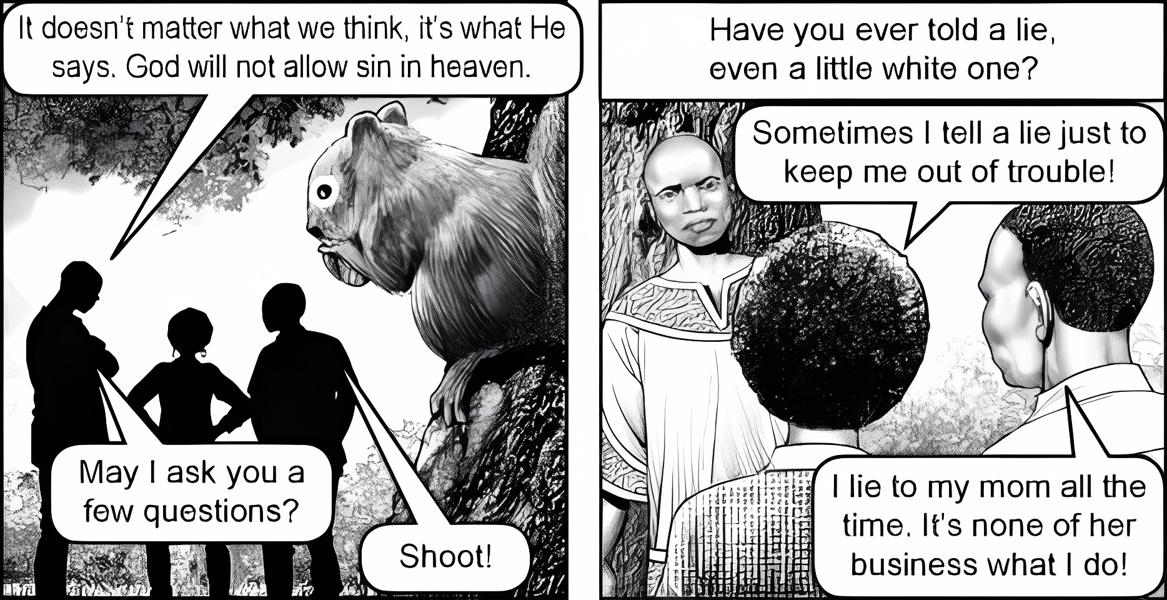 It doesn't matter what we think, it's what He
says. God will not allow sin in heaven.
May I ask you a
few questions?
Shoot!
Have you ever told a lie,
even a little white one?
Sometimes I tell a lie just to
keep me out of trouble!
I lie to my mom all the
time. It's none of her
business what I do!